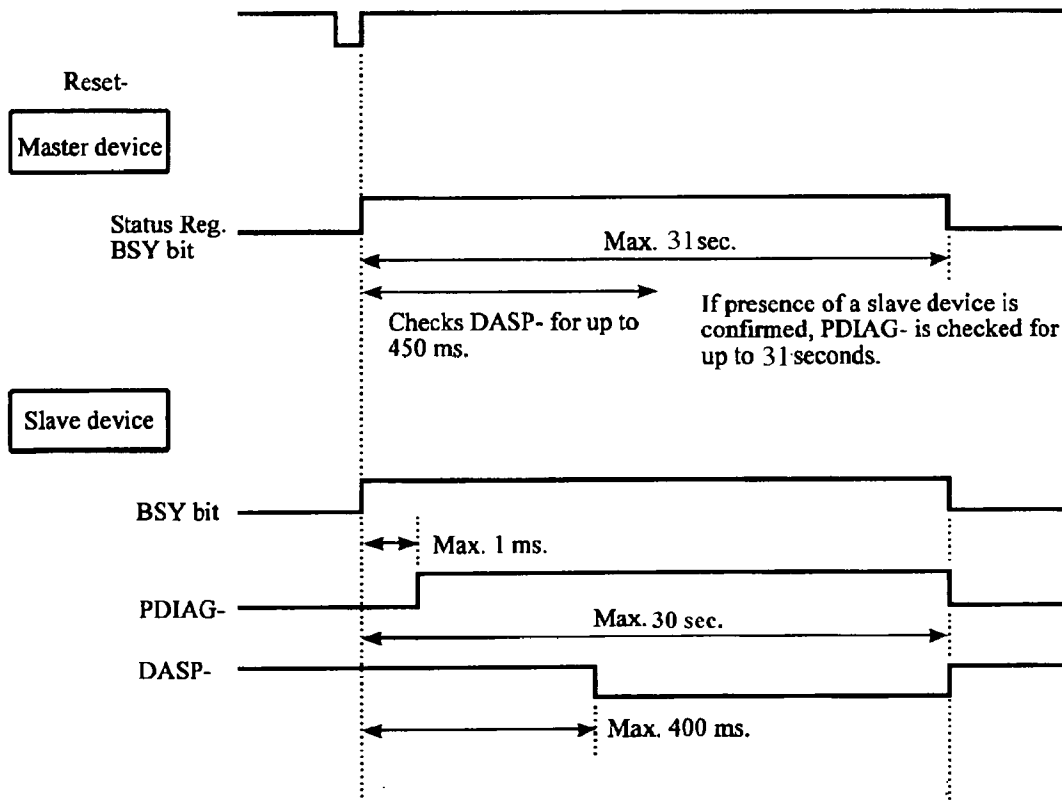 Reset-
Master device
Status Reg.
BSY bit
Max. 31sec.
Checks DASP- for up to
450 ms.
If presence of a slave device is
confirmed, PDIAG- is checked for
up to 31 seconds.
Slave device
BSY bit
Max. 1 ms.
PDIAG-
Max. 30 sec.
DASP-
Max. 400 ms.